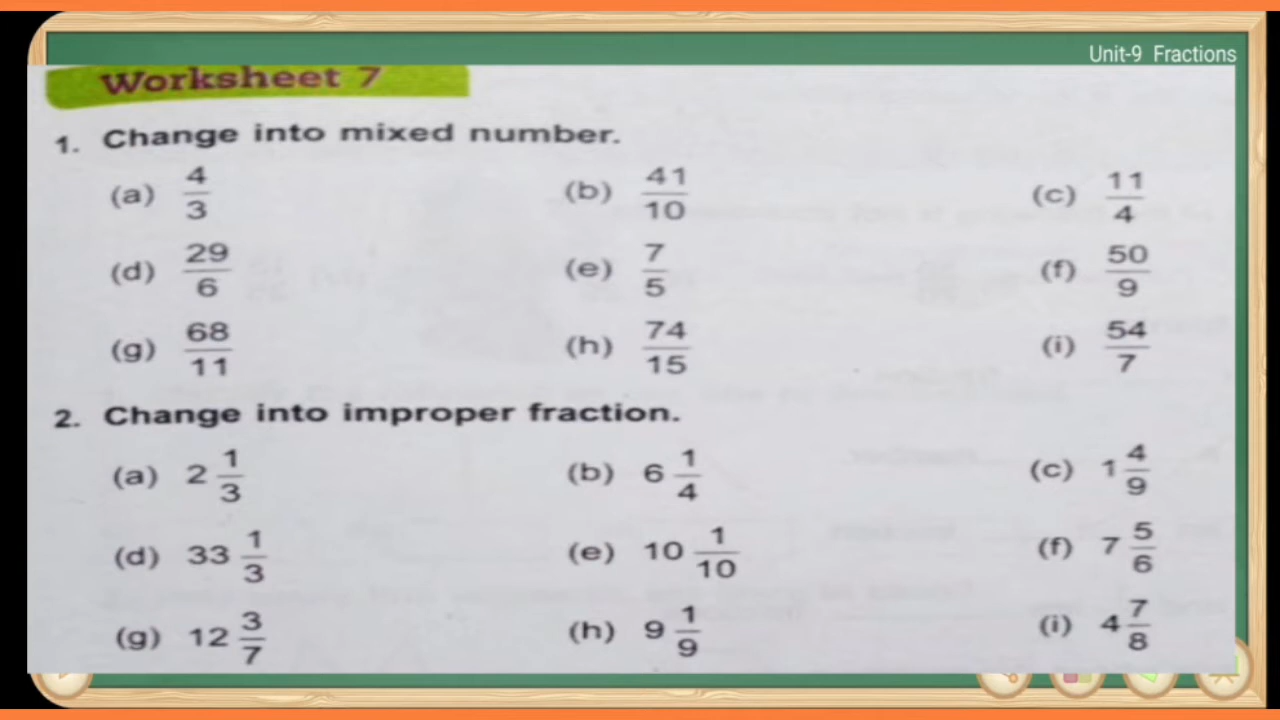 Unit-9 Fractions
Worksheet 7
1. Change into mixed number.
(a) 4/3 (b) 41/10 (c) 11/4
(d) 29/6 (e) 7/5 (f) 50/9
(g) 68/11 (h) 74/15 (i) 54/7
2. Change into improper fraction.
(a) 2 1/3 (b) 6 1/4 (c) 1 4/9
(d) 33 1/3 (e) 10 1/10 (f) 7 5/6
(g) 12 3/7 (h) 9 1/9 (i) 4 7/8